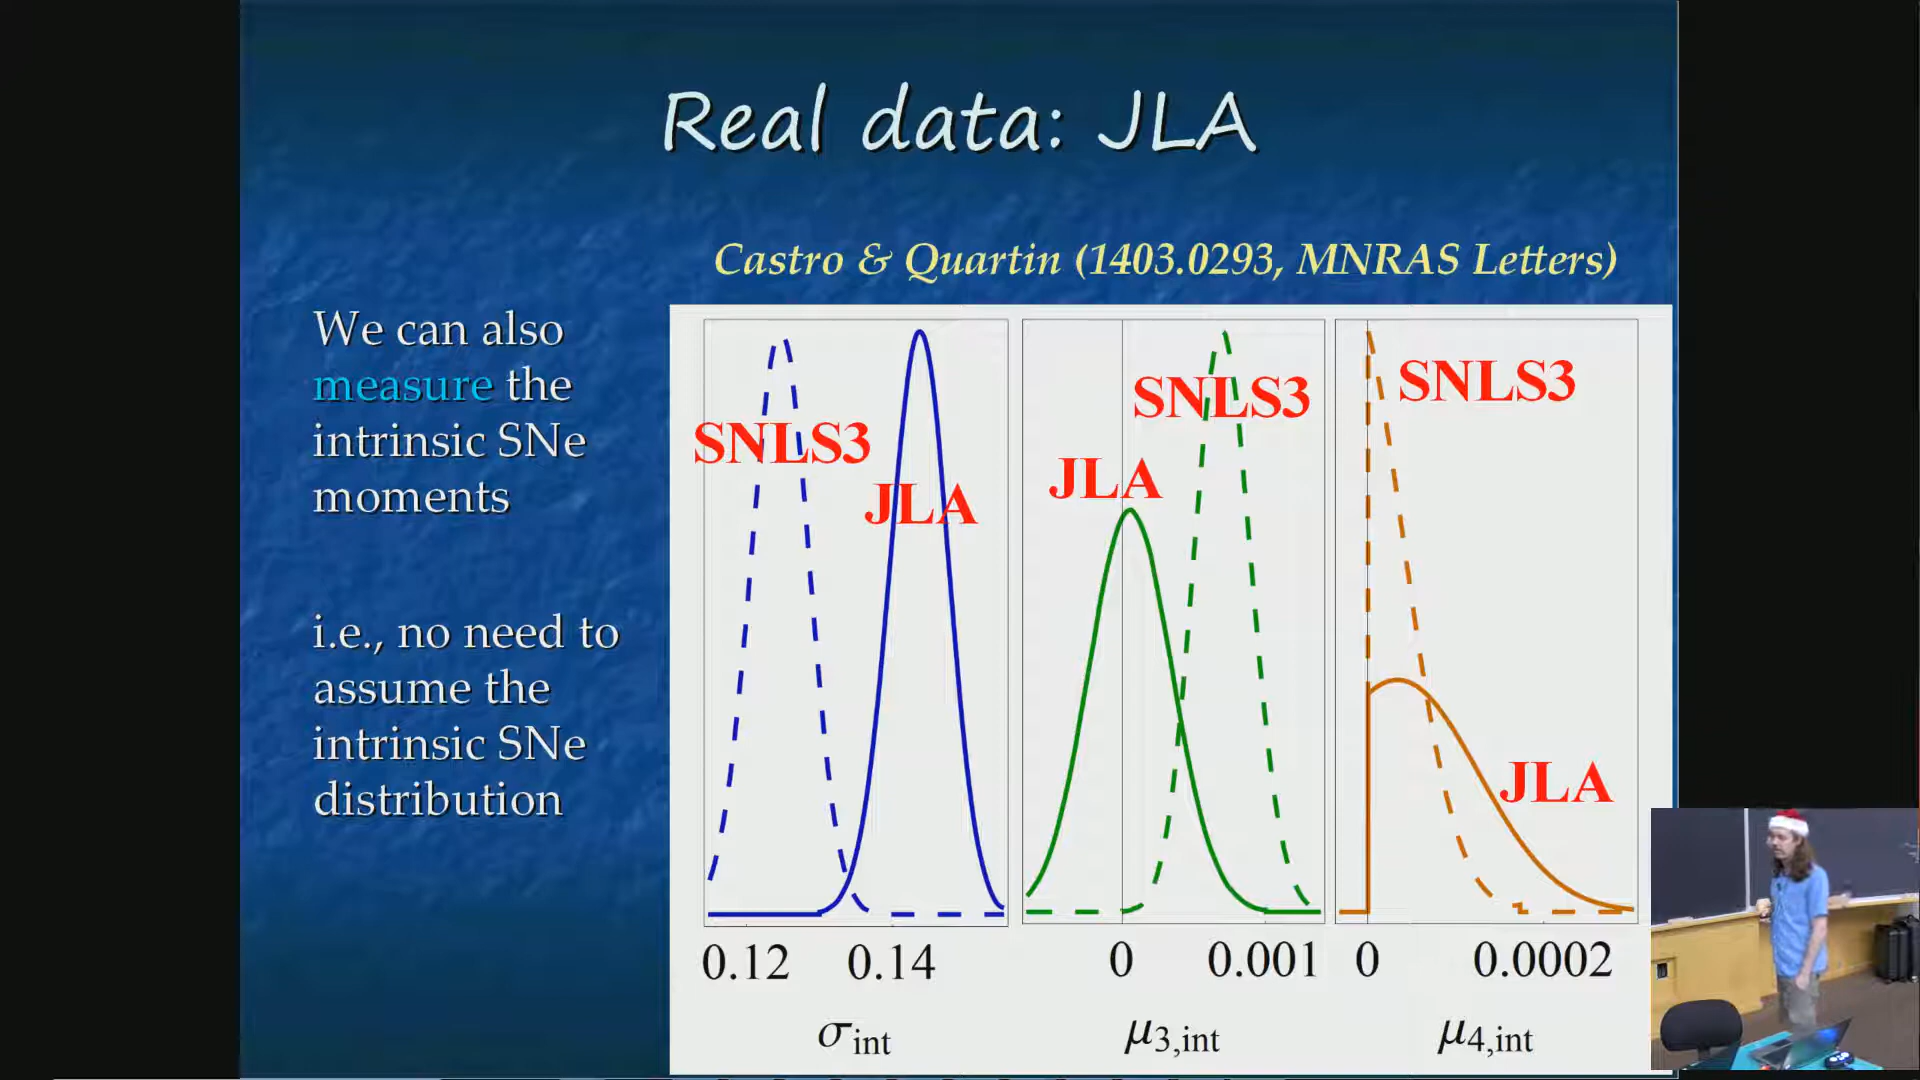 Real data: JLA
Castro & Quartin (1403.0293, MNRAS Letters)
We can also
measure the
intrinsic SNe
moments
i.e., no need to
assume the
intrinsic SNe
distribution
SNLS3
JLA
0.12 0.14
σint
SNLS3
JLA
0 0.001
μ3,int
SNLS3
JLA
0 0.0002
μ4,int